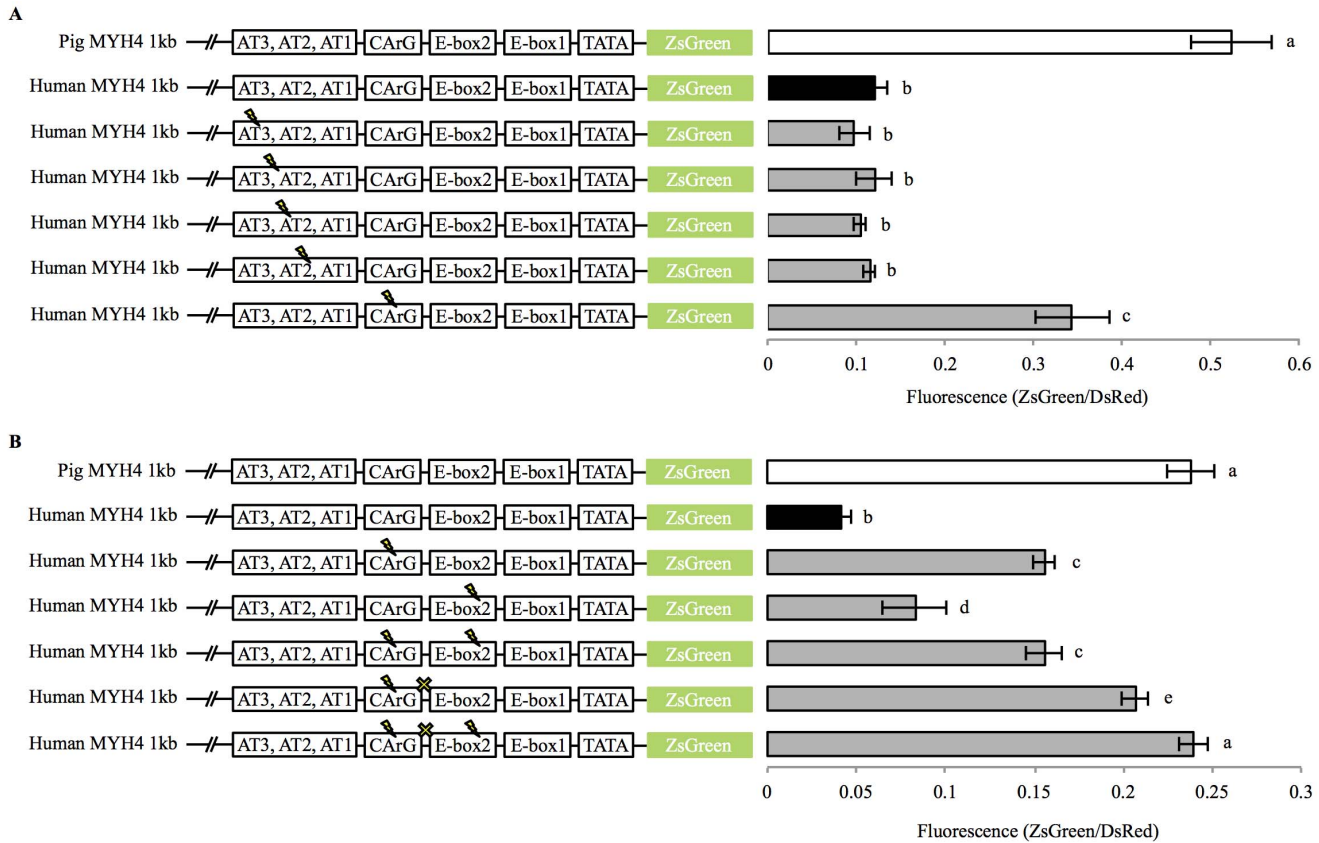 A
Pig MYH4 1kb AT3, AT2, AT1 CArG E-box2 E-box1 TATA ZsGreen a
Human MYH4 1kb AT3, AT2, AT1 CArG E-box2 E-box1 TATA ZsGreen b
Human MYH4 1kb AT3, AT2, AT1 CArG E-box2 E-box1 TATA ZsGreen b
Human MYH4 1kb AT3, AT2, AT1 CArG E-box2 E-box1 TATA ZsGreen b
Human MYH4 1kb AT3, AT2, AT1 CArG E-box2 E-box1 TATA ZsGreen b
Human MYH4 1kb AT3, AT2, AT1 CArG E-box2 E-box1 TATA ZsGreen b
Human MYH4 1kb AT3, AT2, AT1 CArG E-box2 E-box1 TATA ZsGreen c
0 0.1 0.2 0.3 0.4 0.5 0.6
Fluorescence (ZsGreen/DsRed)
B
Pig MYH4 1kb AT3, AT2, AT1 CArG E-box2 E-box1 TATA ZsGreen a
Human MYH4 1kb AT3, AT2, AT1 CArG E-box2 E-box1 TATA ZsGreen b
Human MYH4 1kb AT3, AT2, AT1 CArG E-box2 E-box1 TATA ZsGreen c
Human MYH4 1kb AT3, AT2, AT1 CArG E-box2 E-box1 TATA ZsGreen d
Human MYH4 1kb AT3, AT2, AT1 CArG E-box2 E-box1 TATA ZsGreen c
Human MYH4 1kb AT3, AT2, AT1 CArG E-box2 E-box1 TATA ZsGreen e
Human MYH4 1kb AT3, AT2, AT1 CArG E-box2 E-box1 TATA ZsGreen a
0 0.05 0.1 0.15 0.2 0.25 0.3
Fluorescence (ZsGreen/DsRed)